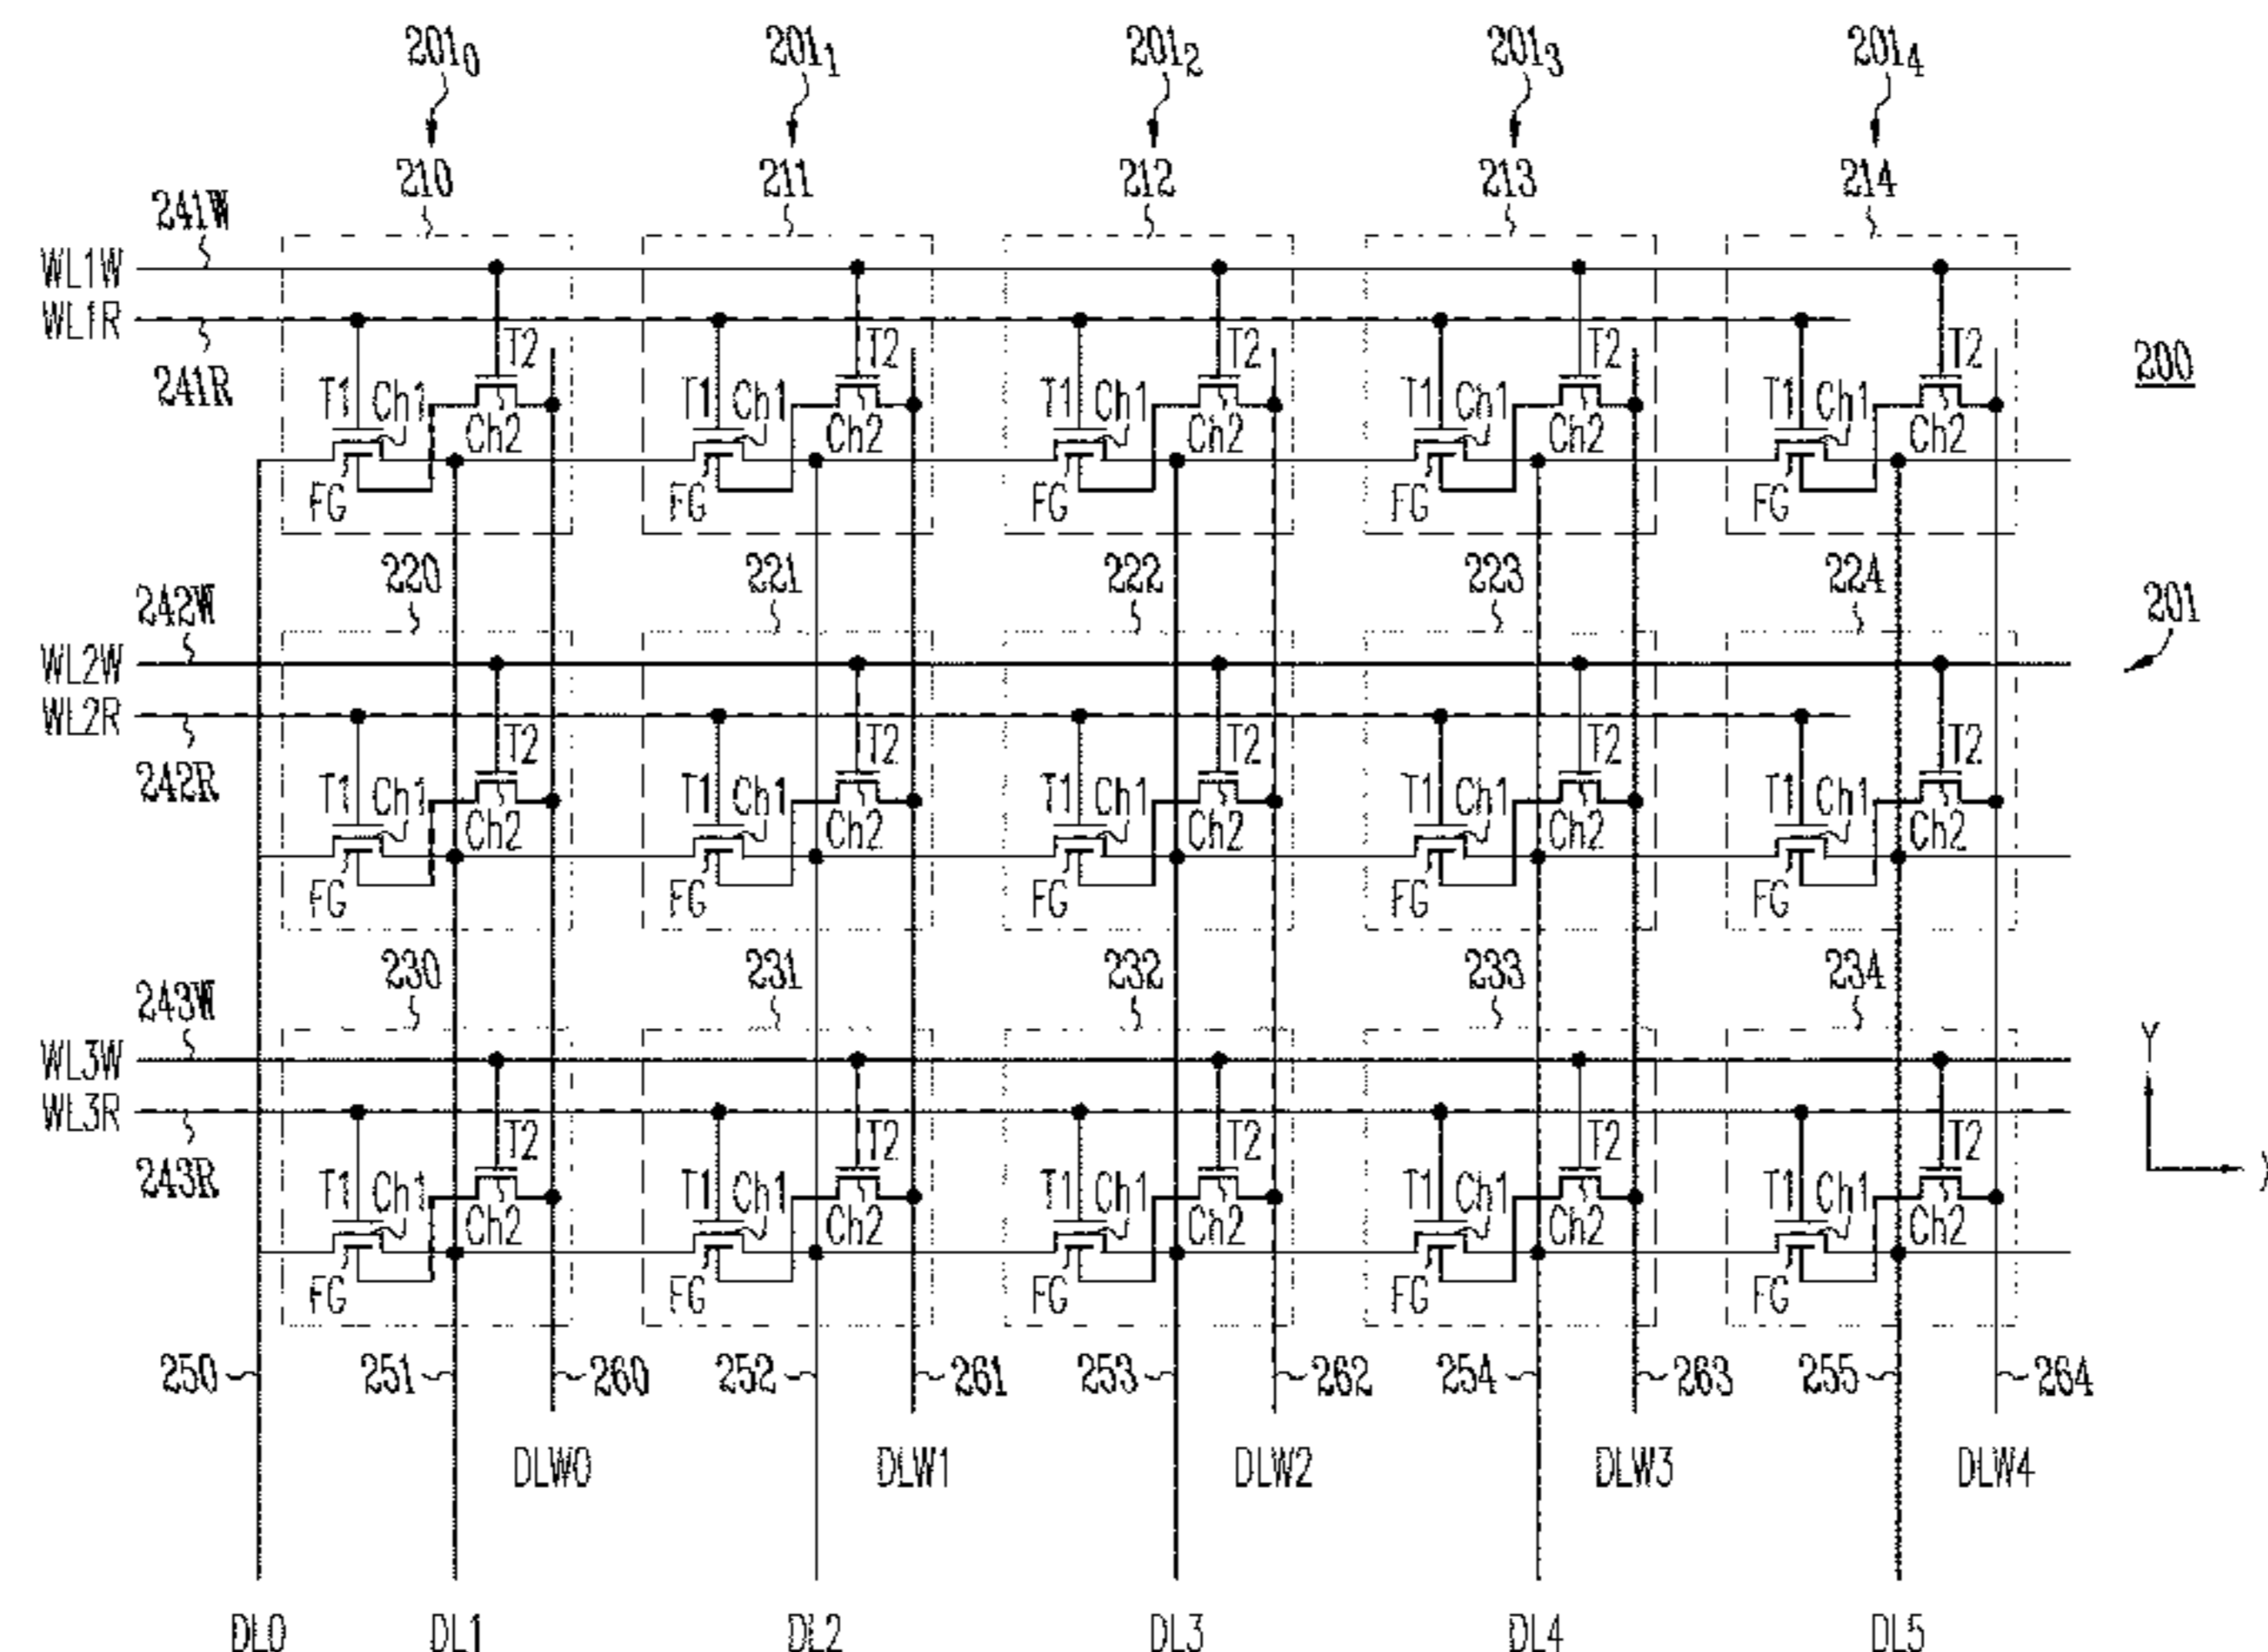 201₀ 201₁ 201₂ 201₃ 201₄
210 211 212 213 214
241W
WL1W
WL1R
241R
T2 T2 T2 T2 T2
200
T1 Ch1 T1 Ch1 T1 Ch1 T1 Ch1 T1 Ch1
Ch2 Ch2 Ch2 Ch2 Ch2
FG FG FG FG FG
220 221 222 223 224
242W
201
WL2W
WL2R
242R
T2 T2 T2 T2 T2
T1 Ch1 T1 Ch1 T1 Ch1 T1 Ch1 T1 Ch1
Ch2 Ch2 Ch2 Ch2 Ch2
FG FG FG FG FG
230 231 232 233 234
243W
WL3W
WL3R
Y
X
243R
T2 T2 T2 T2 T2
T1 Ch1 T1 Ch1 T1 Ch1 T1 Ch1 T1 Ch1
Ch2 Ch2 Ch2 Ch2 Ch2
FG FG FG FG FG
250 251 260 252 261 253 262 254 263 255 264
DLW0 DLW1 DLW2 DLW3 DLW4
DL0 DL1 DL2 DL3 DL4 DL5